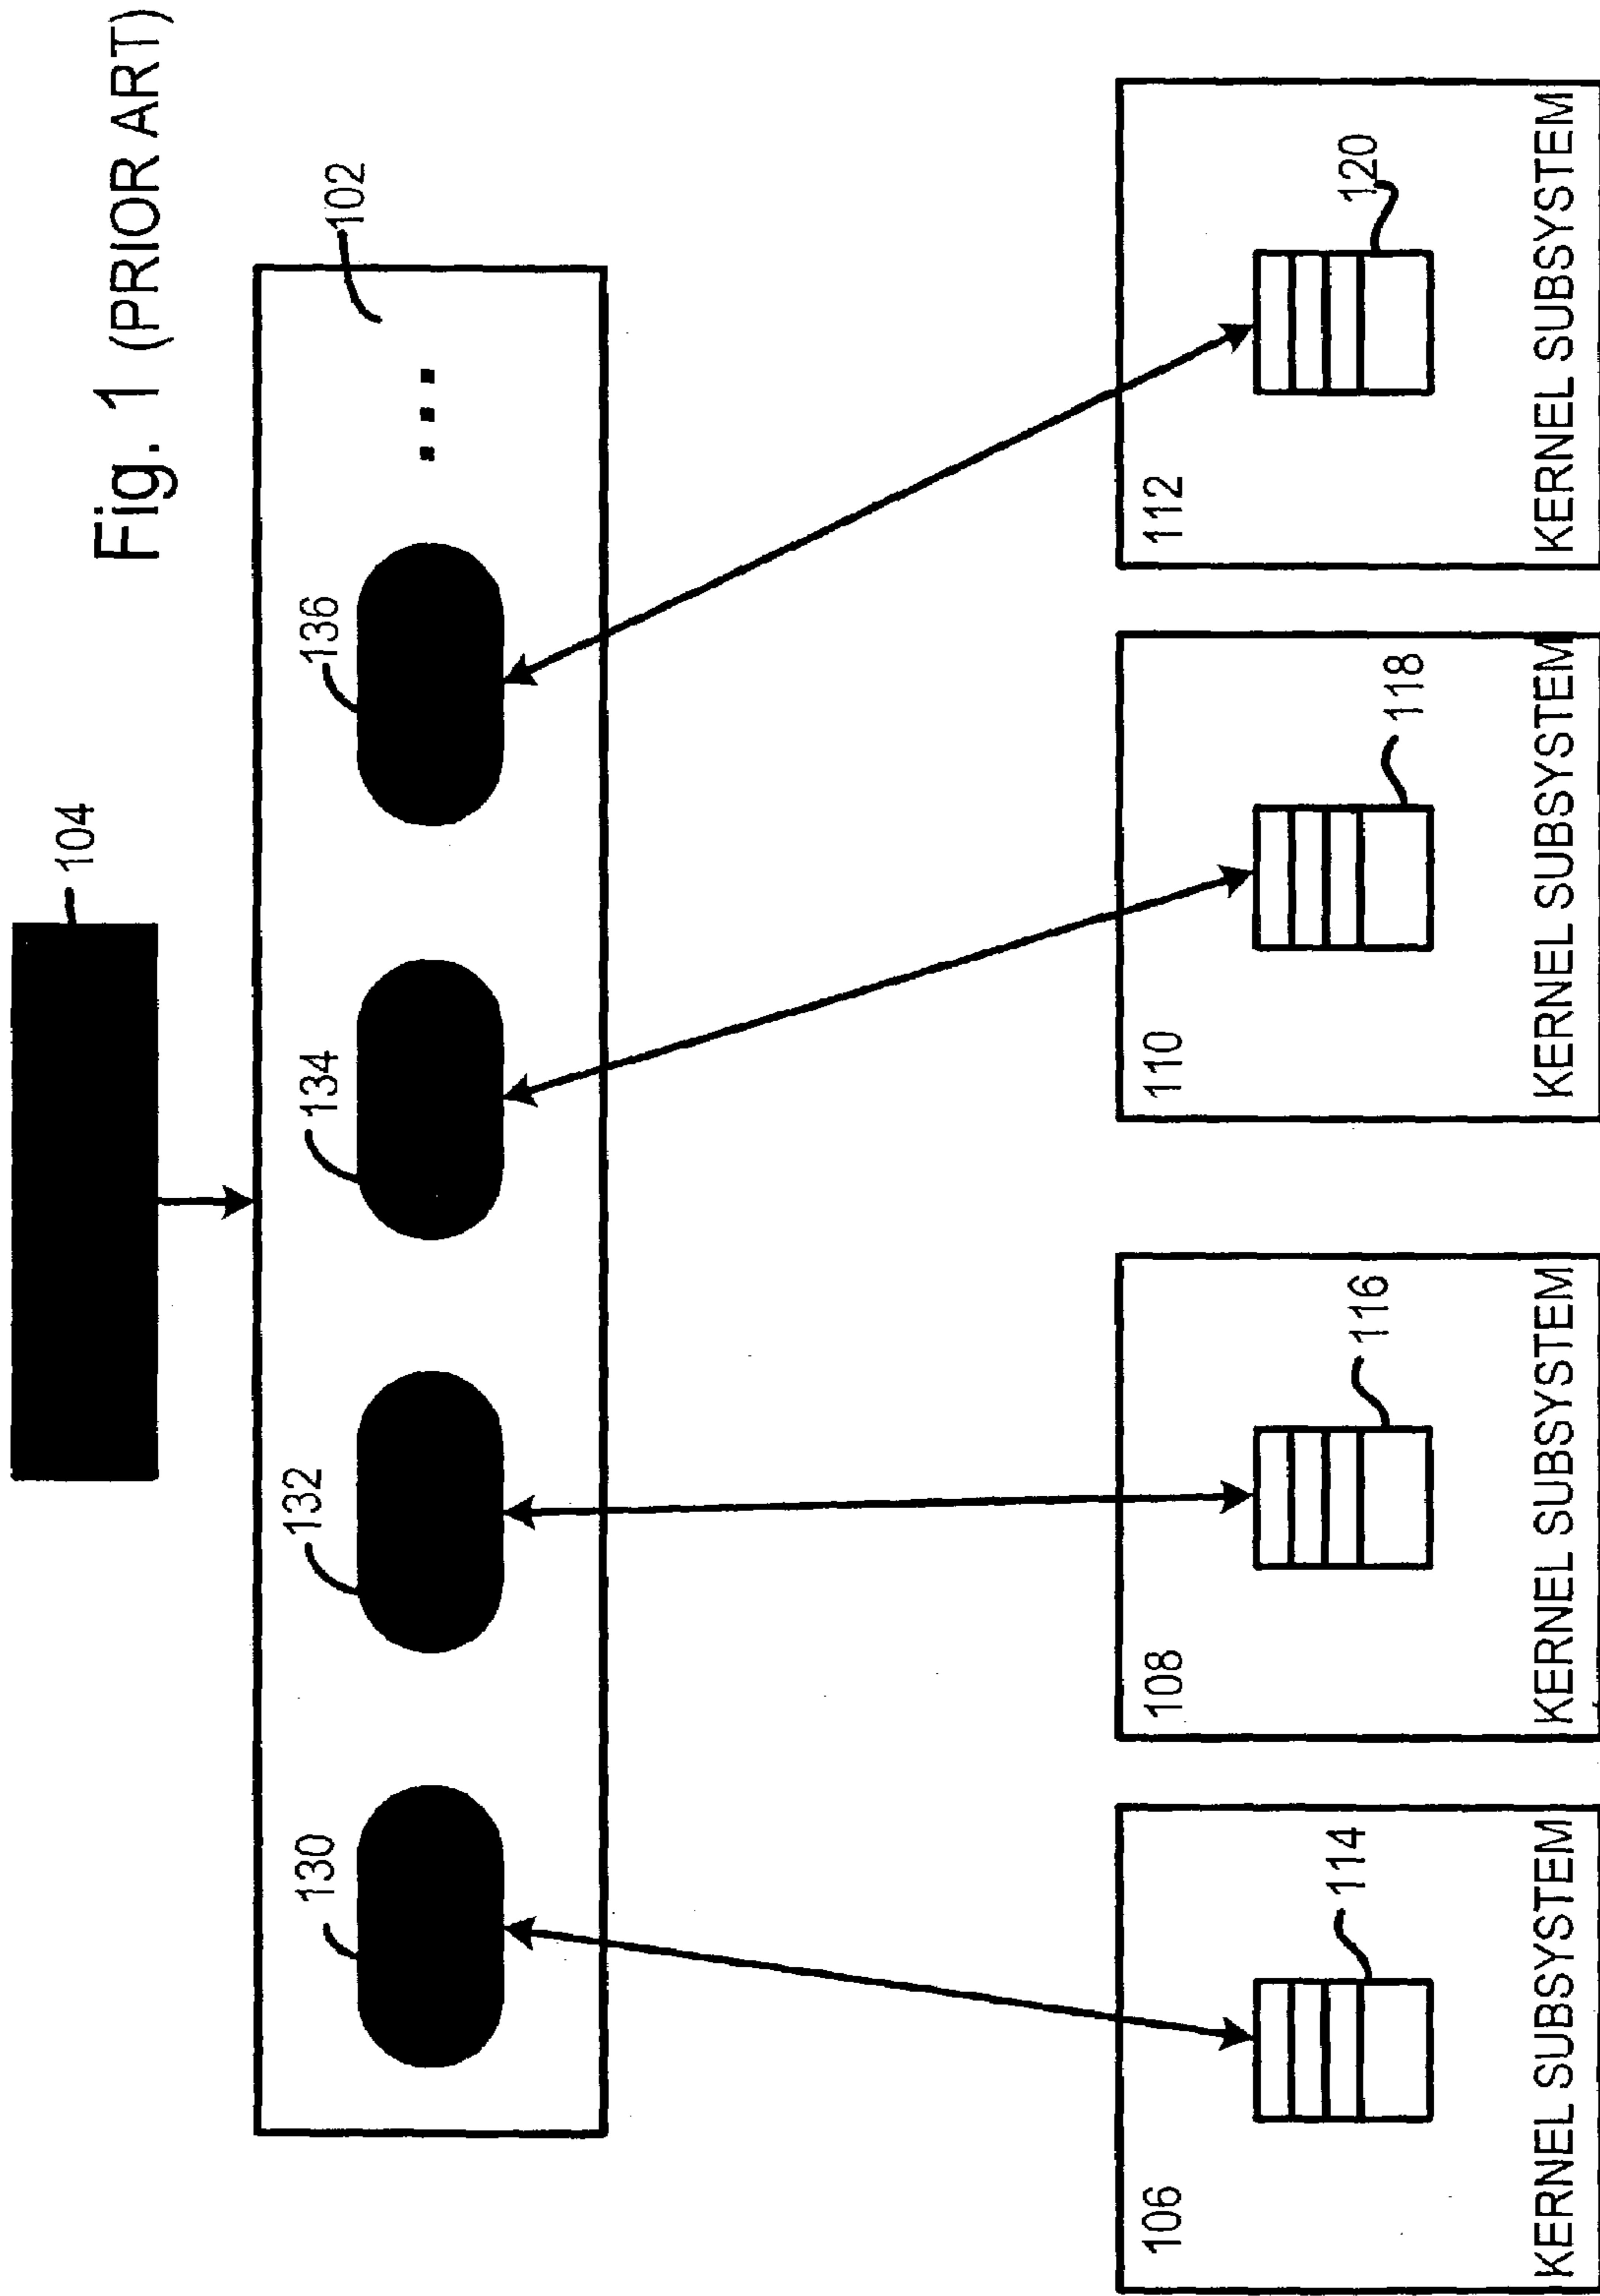 Fig. 1 (PRIOR ART)
104
102
130
132
134
136
106
114
KERNEL SUBSYSTEM
108
116
KERNEL SUBSYSTEM
110
118
KERNEL SUBSYSTEM
112
120
KERNEL SUBSYSTEM